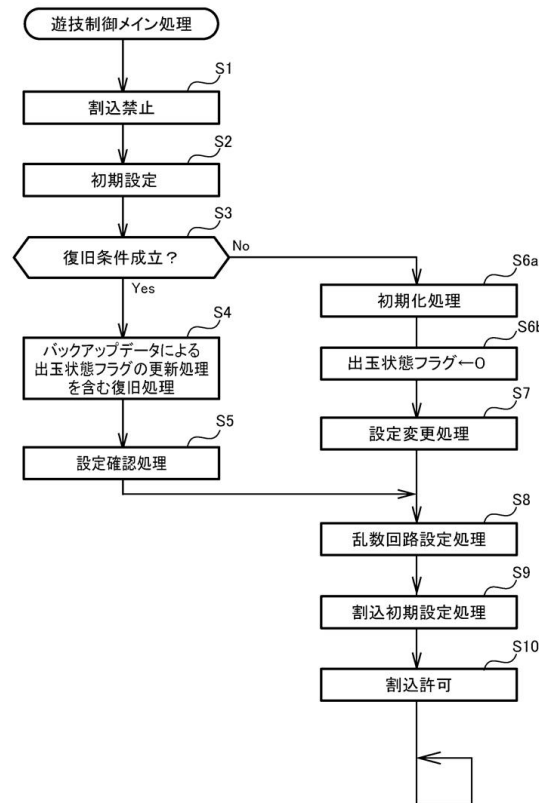 遊技制御メイン処理
S1
割込禁止
S2
初期設定
S3
復旧条件成立？
No
Yes
S4
バックアップデータによる
出玉状態フラグの更新処理
を含む復旧処理
S5
設定確認処理
S6a
初期化処理
S6b
出玉状態フラグ←0
S7
設定変更処理
S8
乱数回路設定処理
S9
割込初期設定処理
S10
割込許可